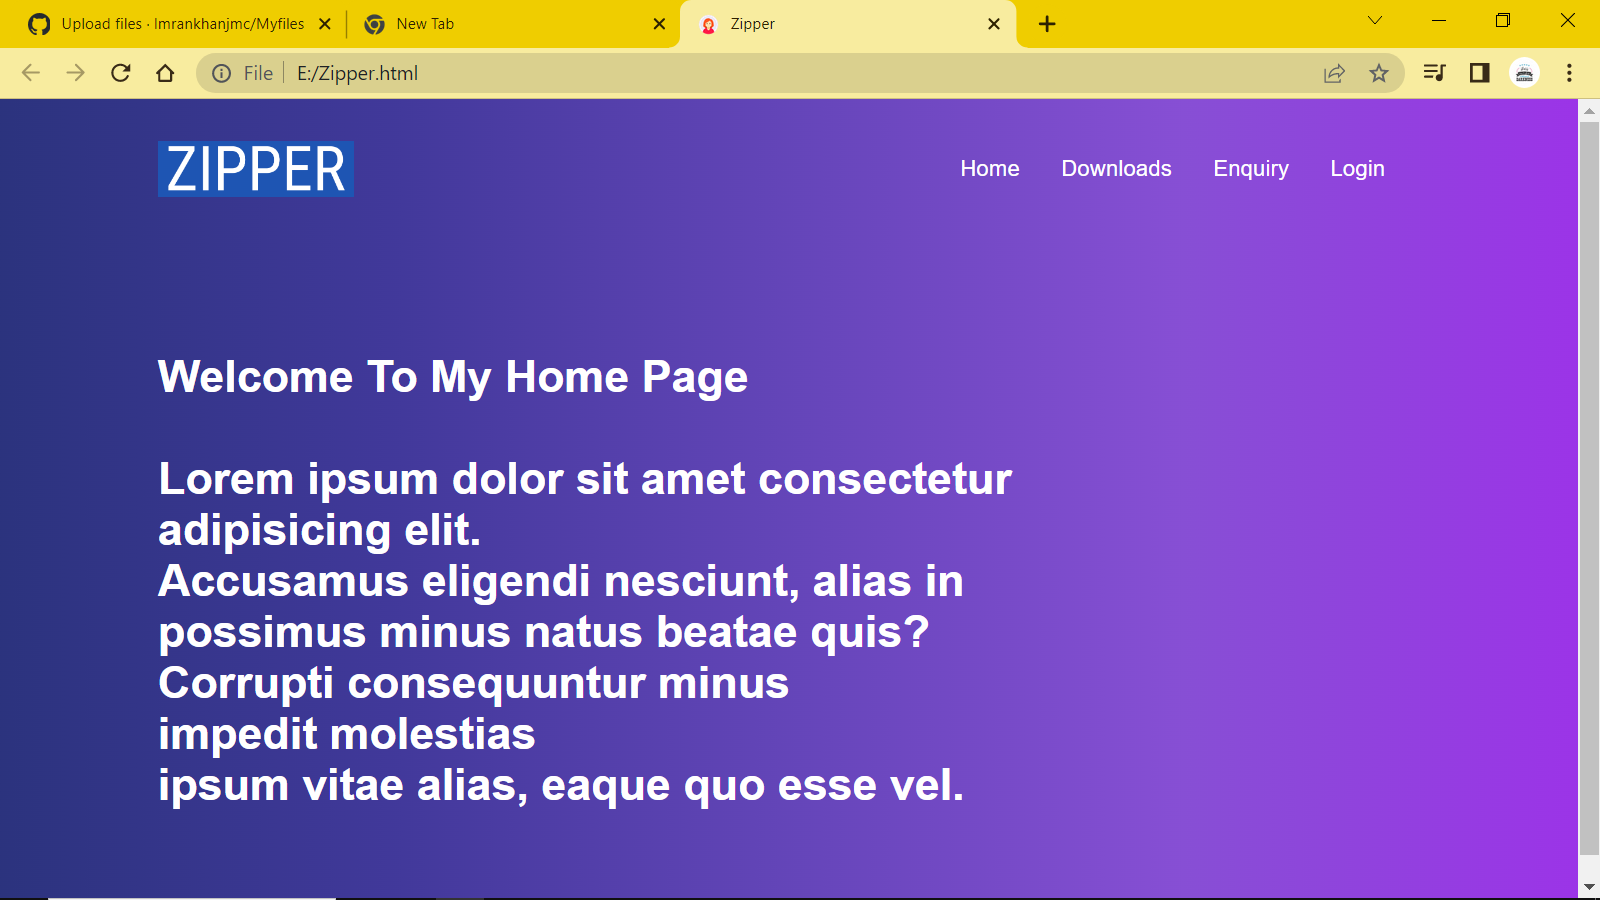 Upload files · Imrankhanjmc/Myfiles
New Tab
Zipper
File
E:/Zipper.html
ZIPPER
Home
Downloads
Enquiry
Login
Welcome To My Home Page
Lorem ipsum dolor sit amet consectetur
adipisicing elit.
Accusamus eligendi nesciunt, alias in
possimus minus natus beatae quis?
Corrupti consequuntur minus
impedit molestias
ipsum vitae alias, eaque quo esse vel.